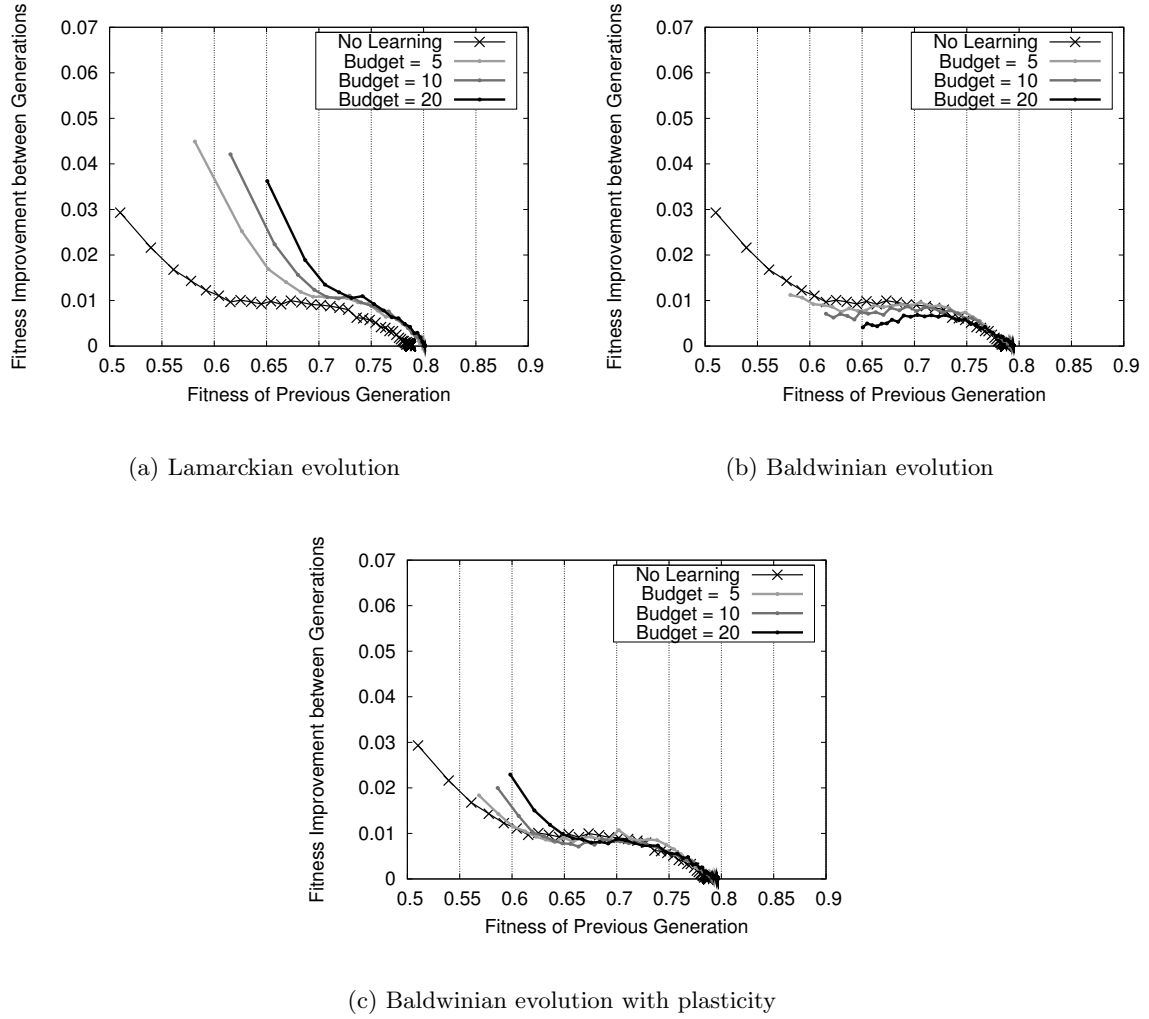 Fitness Improvement between Generations
0.07
0.06
0.05
0.04
0.03
0.02
0.01
0
0.5 0.55 0.6 0.65 0.7 0.75 0.8 0.85 0.9
Fitness of Previous Generation
No Learning
Budget = 5
Budget = 10
Budget = 20
(a) Lamarckian evolution
Fitness Improvement between Generations
0.07
0.06
0.05
0.04
0.03
0.02
0.01
0
0.5 0.55 0.6 0.65 0.7 0.75 0.8 0.85 0.9
Fitness of Previous Generation
No Learning
Budget = 5
Budget = 10
Budget = 20
(b) Baldwinian evolution
Fitness Improvement between Generations
0.07
0.06
0.05
0.04
0.03
0.02
0.01
0
0.5 0.55 0.6 0.65 0.7 0.75 0.8 0.85 0.9
Fitness of Previous Generation
No Learning
Budget = 5
Budget = 10
Budget = 20
(c) Baldwinian evolution with plasticity